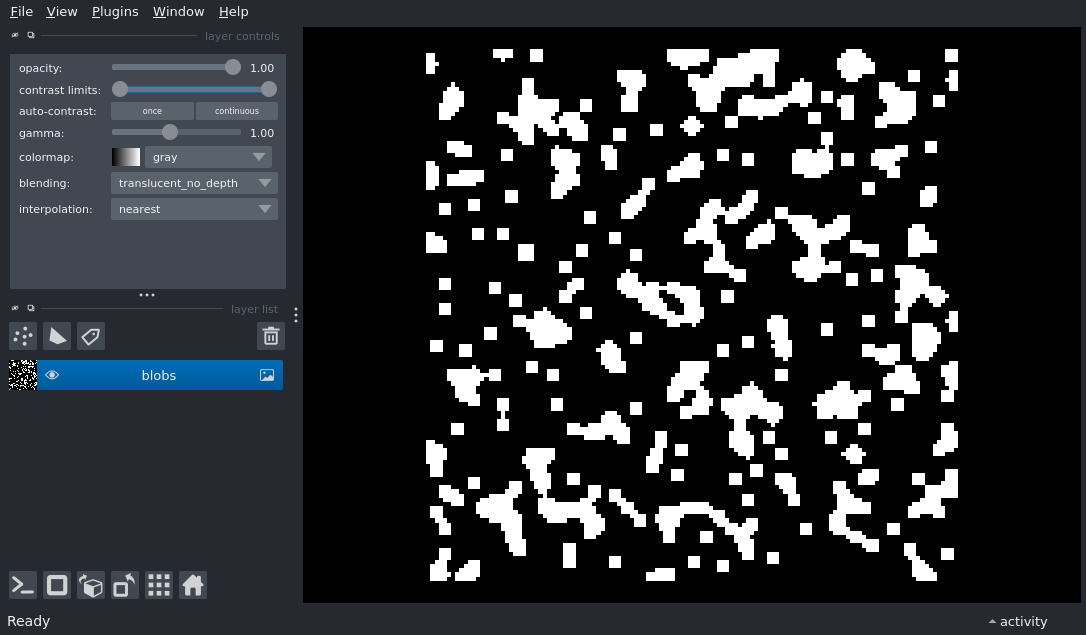 File View Plugins Window Help
layer controls
opacity: 1.00
contrast limits:
auto-contrast: once continuous
gamma: 1.00
colormap: gray
blending: translucent_no_depth
interpolation: nearest
layer list
blobs
Ready
activity